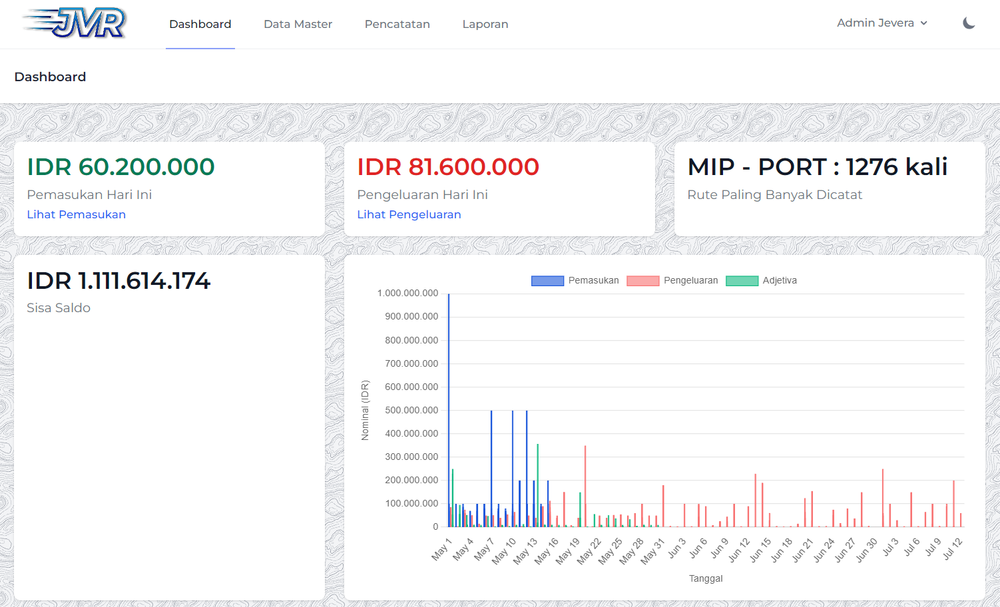 JVR
Dashboard
Data Master
Pencatatan
Laporan
Admin Jevera
Dashboard
IDR 60.200.000
Pemasukan Hari Ini
Lihat Pemasukan
IDR 81.600.000
Pengeluaran Hari Ini
Lihat Pengeluaran
MIP - PORT : 1276 kali
Rute Paling Banyak Dicatat
IDR 1.111.614.174
Sisa Saldo
Pemasukan
Pengeluaran
Adjetiva
1.000.000.000
900.000.000
800.000.000
700.000.000
600.000.000
500.000.000
400.000.000
300.000.000
200.000.000
100.000.000
0
Nominal (IDR)
May 1
May 4
May 7
May 10
May 13
May 16
May 19
May 22
May 25
May 28
May 31
Jun 3
Jun 6
Jun 9
Jun 12
Jun 15
Jun 18
Jun 21
Jun 24
Jun 27
Jun 30
Jul 3
Jul 6
Jul 9
Jul 12
Tanggal